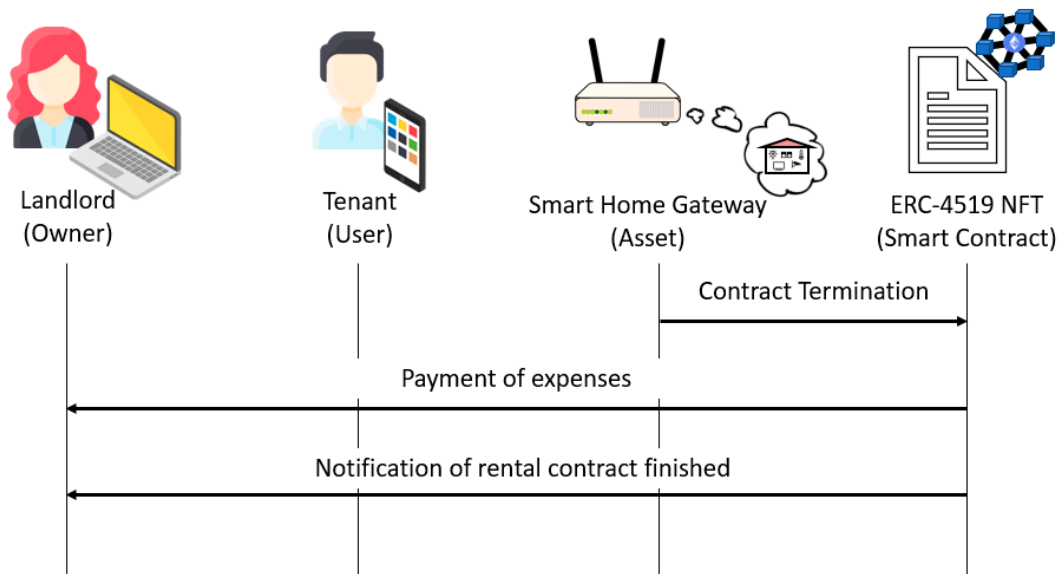 Landlord
(Owner)
Tenant
(User)
Smart Home Gateway
(Asset)
ERC-4519 NFT
(Smart Contract)
Contract Termination
Payment of expenses
Notification of rental contract finished